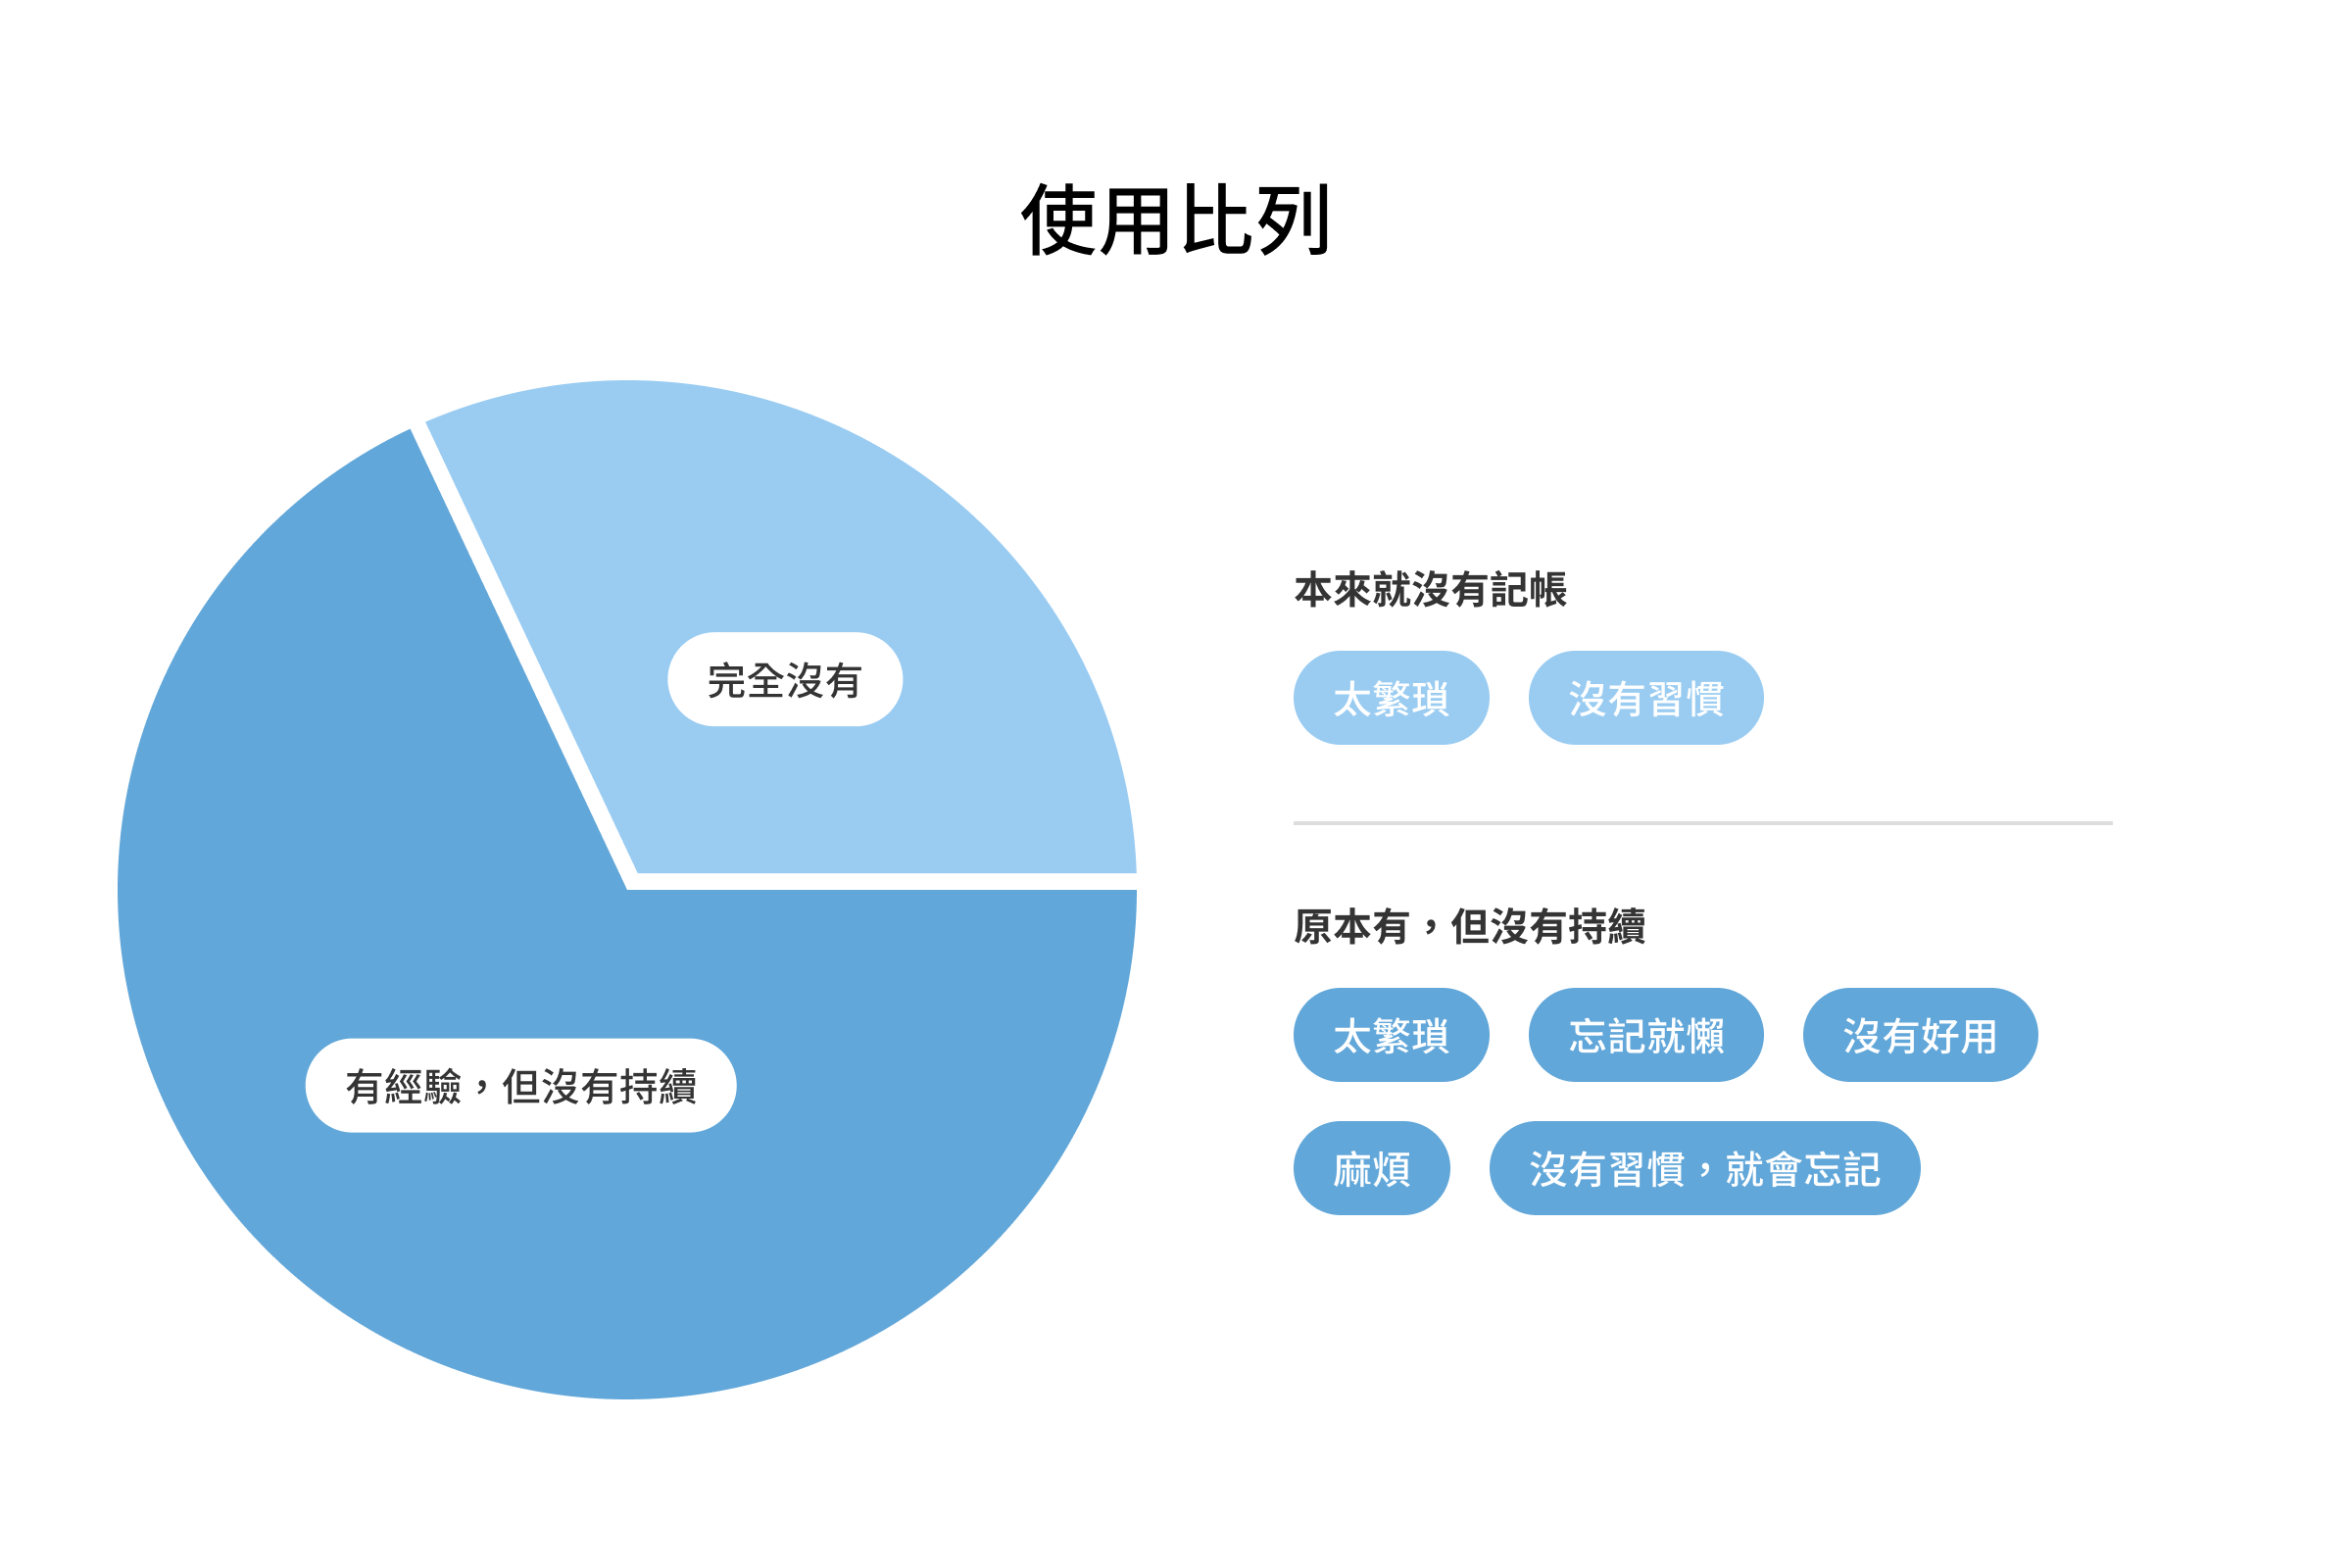 使用比列
完全沒有
有經驗，但沒有持續
本來就沒有記帳
太繁瑣
沒有習慣
原本有，但沒有持續
太繁瑣
忘記就懶
沒有好用
麻煩
沒有習慣，就會忘記